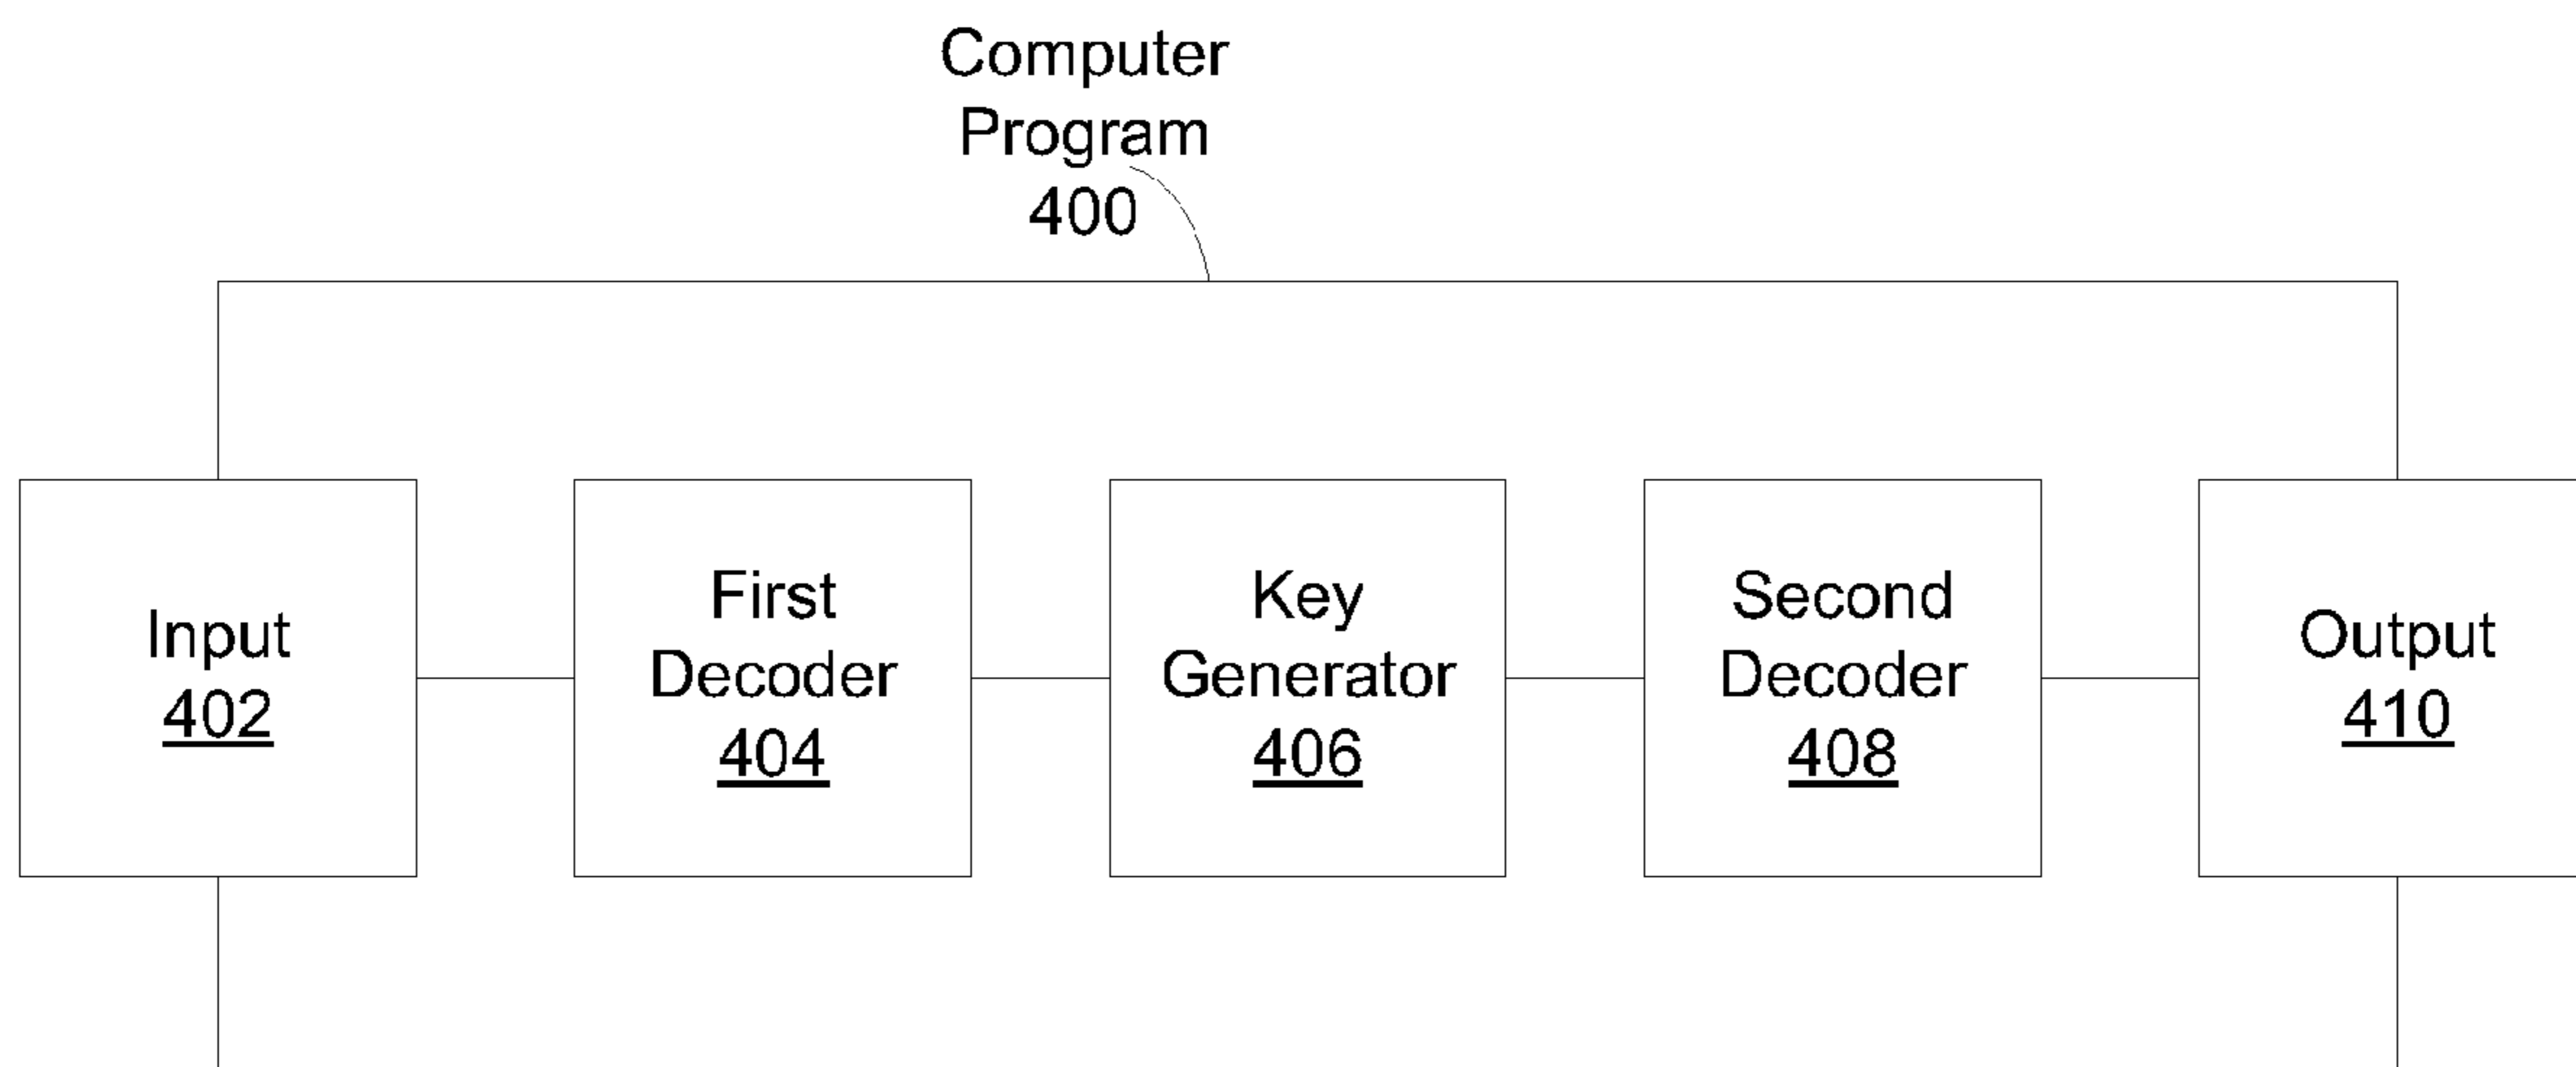 Computer
Program
400
Input
402
First
Decoder
404
Key
Generator
406
Second
Decoder
408
Output
410